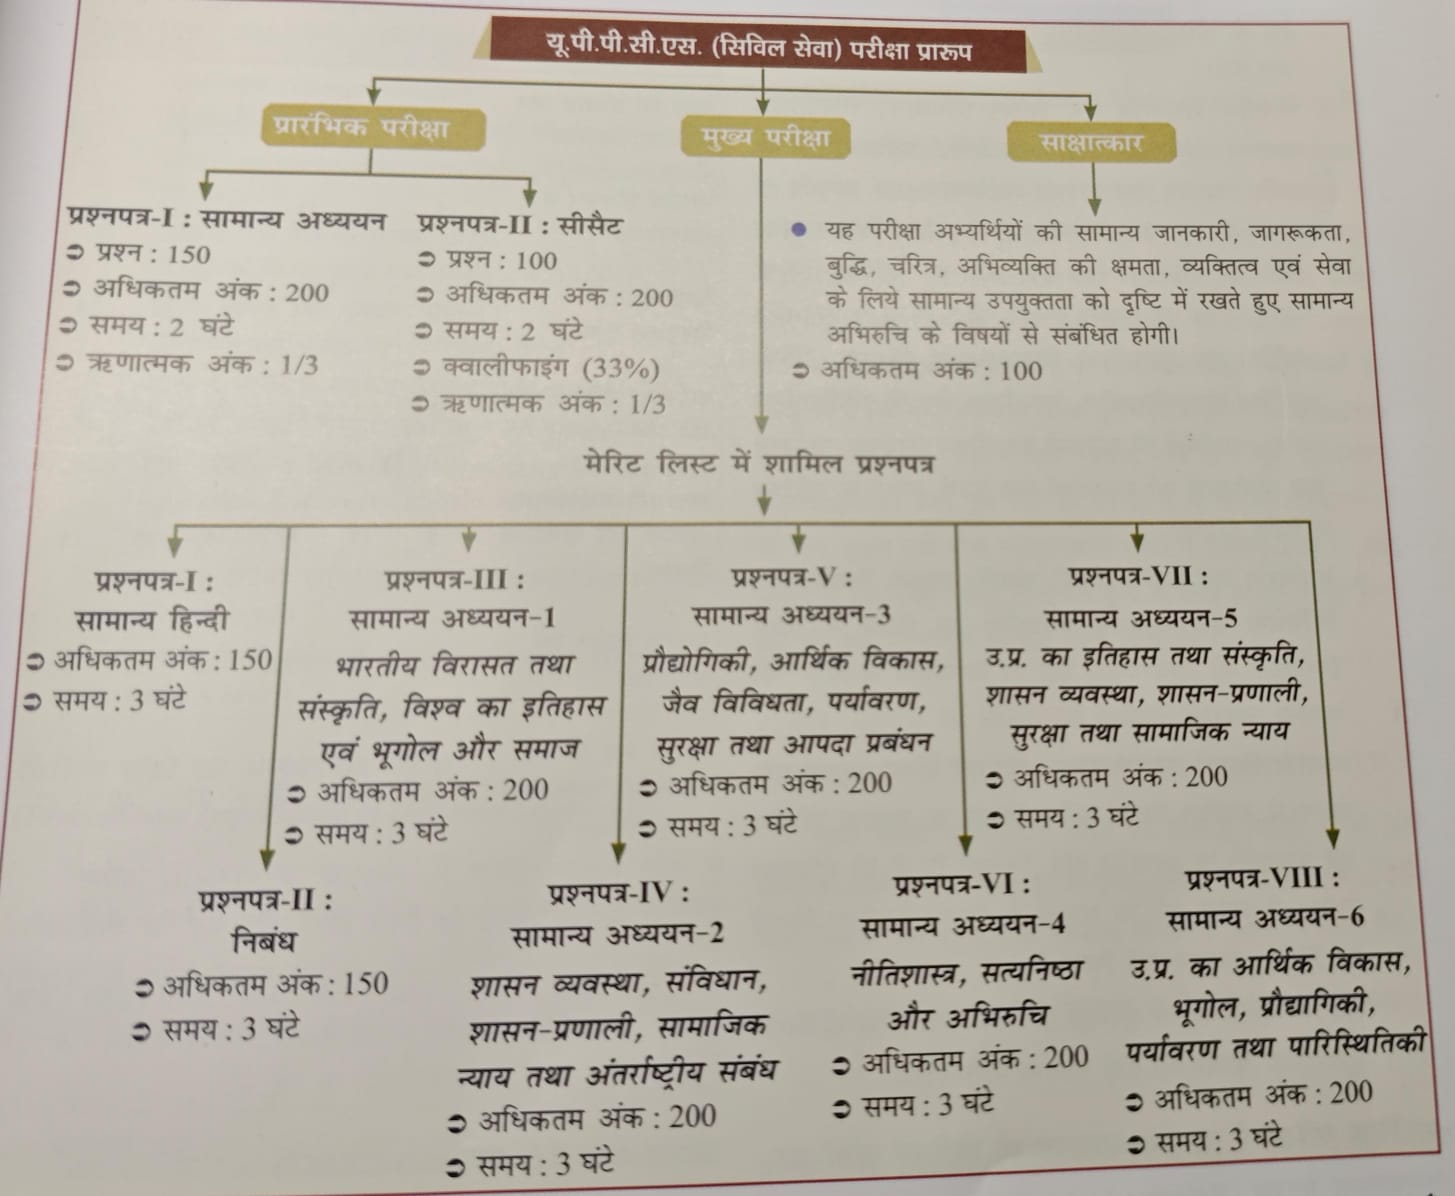 यू.पी.पी.सी.एस. (सिविल सेवा) परीक्षा प्रारूप
प्रारंभिक परीक्षा
प्रश्नपत्र-I : सामान्य अध्ययन
➲ प्रश्न : 150
➲ अधिकतम अंक : 200
➲ समय : 2 घंटे
➲ ऋणात्मक अंक : 1/3
प्रश्नपत्र-II : सीसैट
➲ प्रश्न : 100
➲ अधिकतम अंक : 200
➲ समय : 2 घंटे
➲ क्वालीफाइंग (33%)
➲ ऋणात्मक अंक : 1/3
मुख्य परीक्षा
साक्षात्कार
● यह परीक्षा अभ्यर्थियों की सामान्य जानकारी, जागरूकता,
बुद्धि, चरित्र, अभिव्यक्ति की क्षमता, व्यक्तित्व एवं सेवा
के लिये सामान्य उपयुक्तता को दृष्टि में रखते हुए सामान्य
अभिरुचि के विषयों से संबंधित होगी।
➲ अधिकतम अंक : 100
मेरिट लिस्ट में शामिल प्रश्नपत्र
प्रश्नपत्र-I :
सामान्य हिन्दी
➲ अधिकतम अंक : 150
➲ समय : 3 घंटे
प्रश्नपत्र-III :
सामान्य अध्ययन-1
भारतीय विरासत तथा
संस्कृति, विश्व का इतिहास
एवं भूगोल और समाज
➲ अधिकतम अंक : 200
➲ समय : 3 घंटे
प्रश्नपत्र-V :
सामान्य अध्ययन-3
प्रौद्योगिकी, आर्थिक विकास,
जैव विविधता, पर्यावरण,
सुरक्षा तथा आपदा प्रबंधन
➲ अधिकतम अंक : 200
➲ समय : 3 घंटे
प्रश्नपत्र-VII :
सामान्य अध्ययन-5
उ.प्र. का इतिहास तथा संस्कृति,
शासन व्यवस्था, शासन-प्रणाली,
सुरक्षा तथा सामाजिक न्याय
➲ अधिकतम अंक : 200
➲ समय : 3 घंटे
प्रश्नपत्र-II :
निबंध
➲ अधिकतम अंक : 150
➲ समय : 3 घंटे
प्रश्नपत्र-IV :
सामान्य अध्ययन-2
शासन व्यवस्था, संविधान,
शासन-प्रणाली, सामाजिक
न्याय तथा अंतर्राष्ट्रीय संबंध
➲ अधिकतम अंक : 200
➲ समय : 3 घंटे
प्रश्नपत्र-VI :
सामान्य अध्ययन-4
नीतिशास्त्र, सत्यनिष्ठा
और अभिरुचि
➲ अधिकतम अंक : 200
➲ समय : 3 घंटे
प्रश्नपत्र-VIII :
सामान्य अध्ययन-6
उ.प्र. का आर्थिक विकास,
भूगोल, प्रौद्यागिकी,
पर्यावरण तथा पारिस्थितिकी
➲ अधिकतम अंक : 200
➲ समय : 3 घंटे